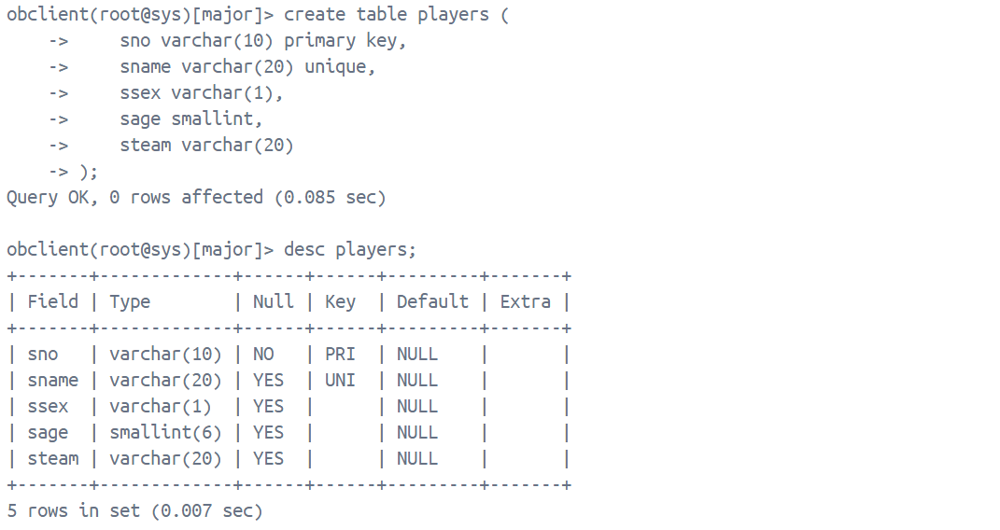 obclient(root@sys)[major]> create table players (
    ->     sno varchar(10) primary key,
    ->     sname varchar(20) unique,
    ->     ssex varchar(1),
    ->     sage smallint,
    ->     steam varchar(20)
    -> );
Query OK, 0 rows affected (0.085 sec)

obclient(root@sys)[major]> desc players;
+-------+-------------+------+------+---------+-------+
| Field | Type        | Null | Key  | Default | Extra |
+-------+-------------+------+------+---------+-------+
| sno   | varchar(10) | NO   | PRI  | NULL    |       |
| sname | varchar(20) | YES  | UNI  | NULL    |       |
| ssex  | varchar(1)  | YES  |      | NULL    |       |
| sage  | smallint(6) | YES  |      | NULL    |       |
| steam | varchar(20) | YES  |      | NULL    |       |
+-------+-------------+------+------+---------+-------+
5 rows in set (0.007 sec)